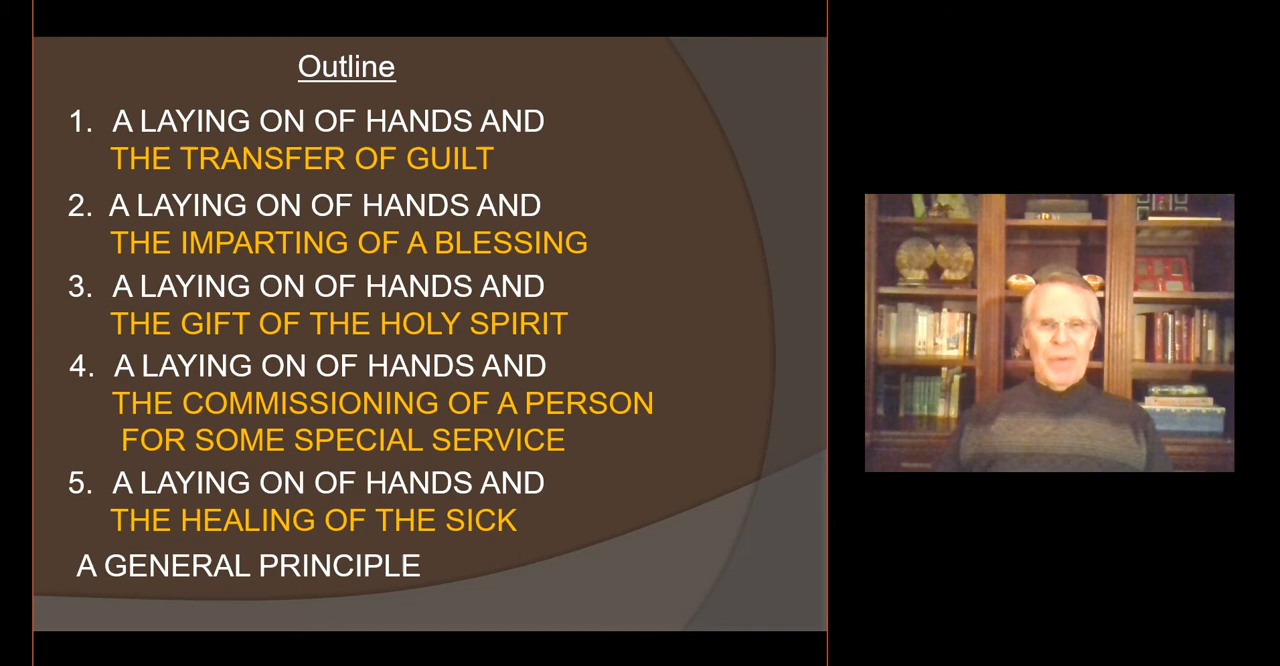 Outline
1. A LAYING ON OF HANDS AND
THE TRANSFER OF GUILT
2. A LAYING ON OF HANDS AND
THE IMPARTING OF A BLESSING
3. A LAYING ON OF HANDS AND
THE GIFT OF THE HOLY SPIRIT
4. A LAYING ON OF HANDS AND
THE COMMISSIONING OF A PERSON
FOR SOME SPECIAL SERVICE
5. A LAYING ON OF HANDS AND
THE HEALING OF THE SICK
A GENERAL PRINCIPLE